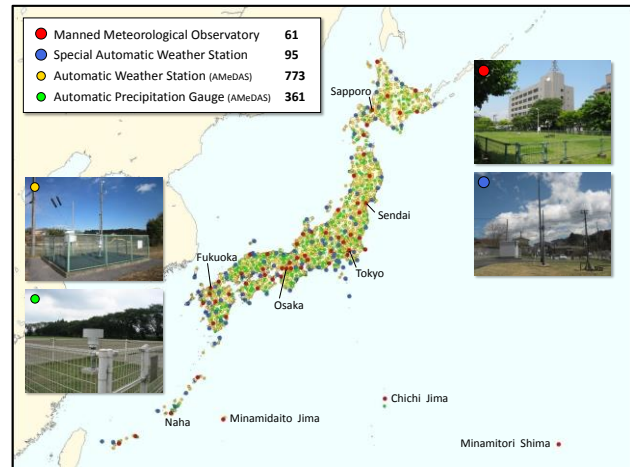 Manned Meteorological Observatory 61
Special Automatic Weather Station 95
Automatic Weather Station (AMeDAS) 773
Automatic Precipitation Gauge (AMeDAS) 361
Sapporo
Sendai
Fukuoka
Tokyo
Osaka
Chichi Jima
Naha
Minamidaito Jima
Minamitori Shima